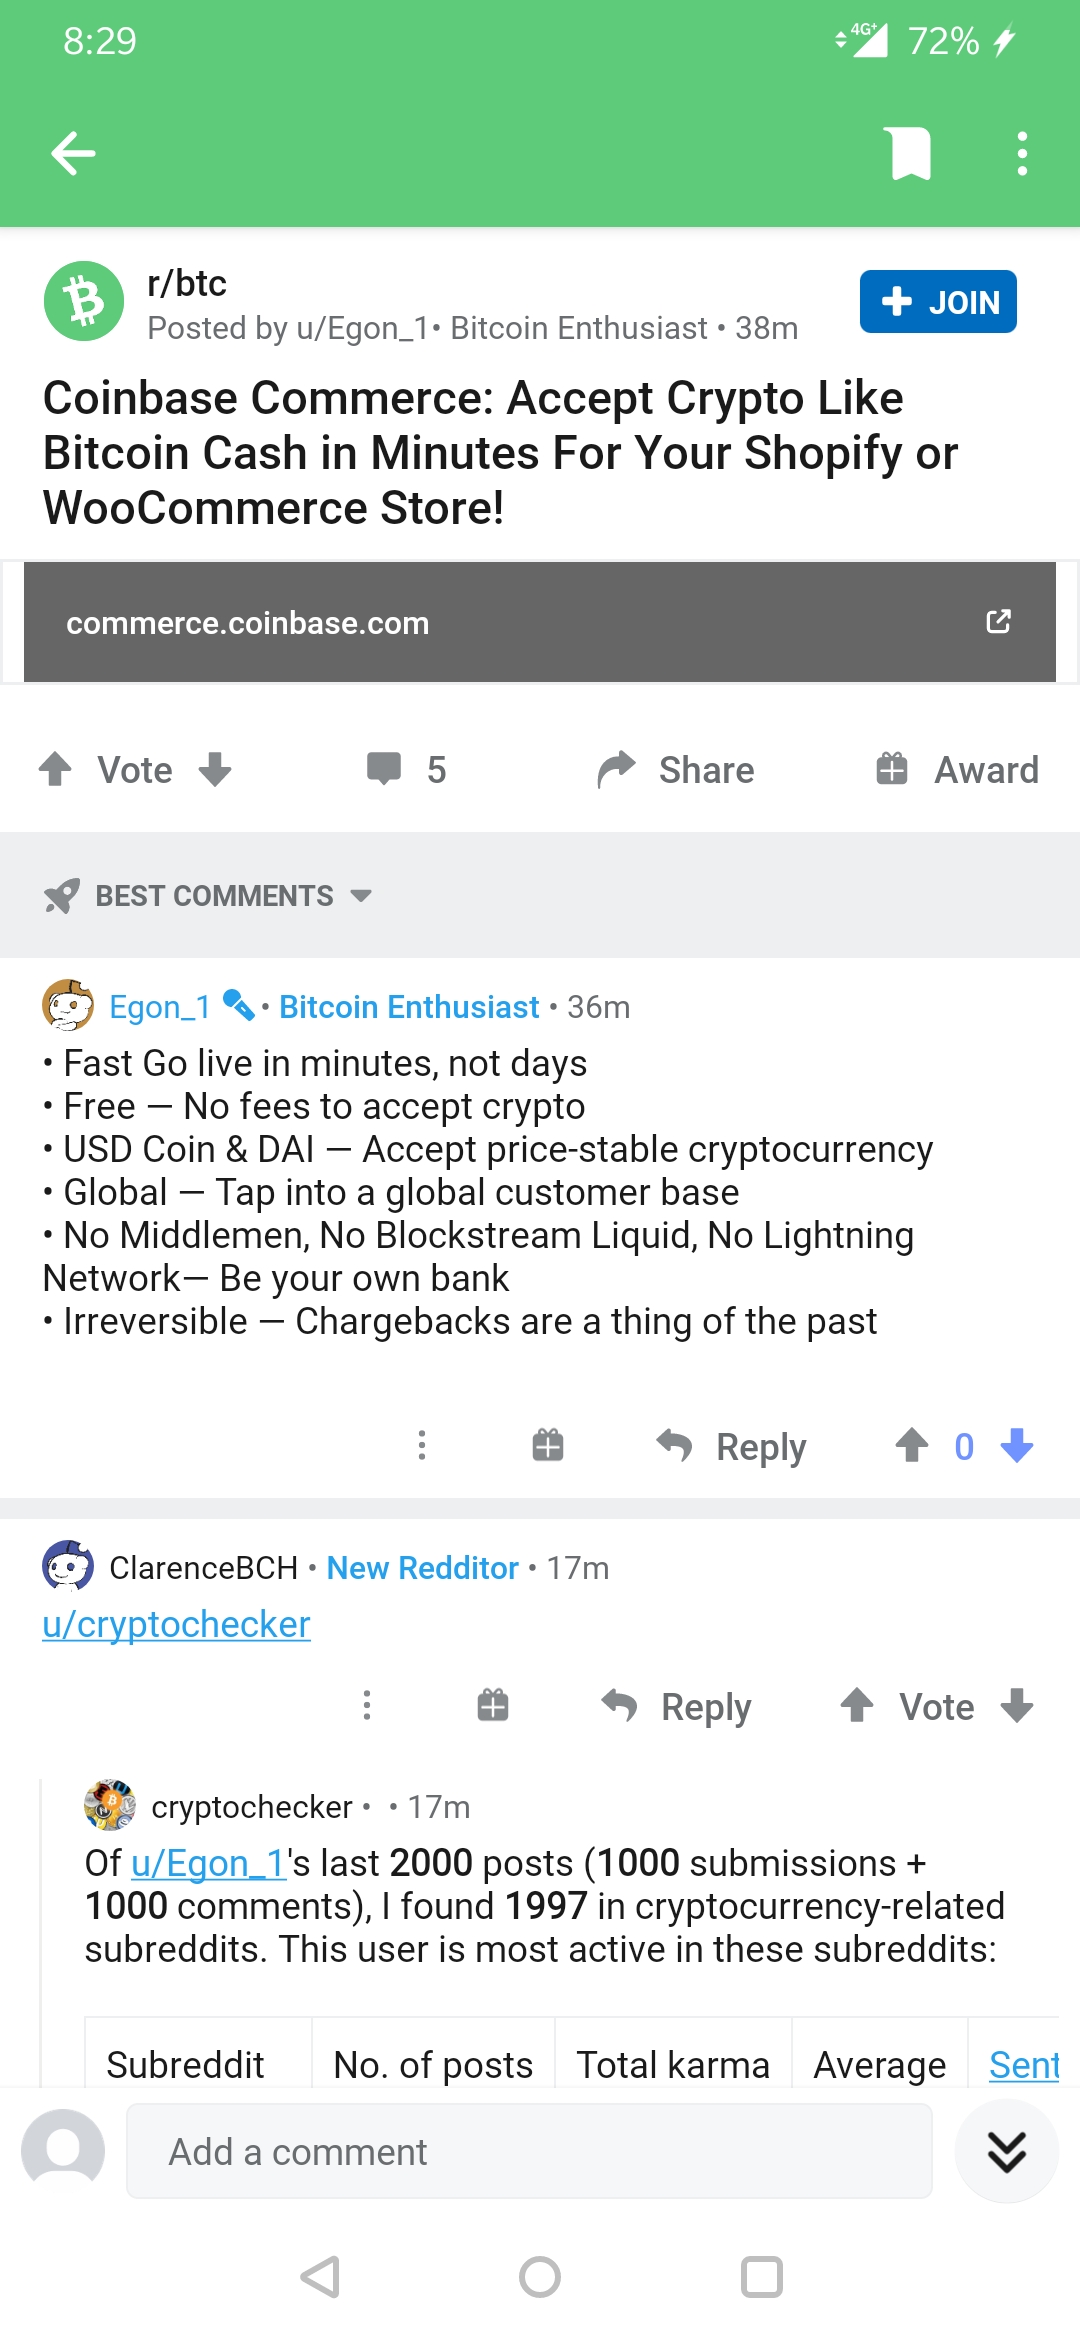 8:29
4G+ 72%
r/btc
Posted by u/Egon_1• Bitcoin Enthusiast • 38m
JOIN
Coinbase Commerce: Accept Crypto Like
Bitcoin Cash in Minutes For Your Shopify or
WooCommerce Store!
commerce.coinbase.com
Vote
5
Share
Award
BEST COMMENTS
Egon_1 • Bitcoin Enthusiast • 36m
• Fast Go live in minutes, not days
• Free — No fees to accept crypto
• USD Coin & DAI — Accept price-stable cryptocurrency
• Global — Tap into a global customer base
• No Middlemen, No Blockstream Liquid, No Lightning
Network— Be your own bank
• Irreversible — Chargebacks are a thing of the past
Reply
0
ClarenceBCH • New Redditor • 17m
u/cryptochecker
Reply
Vote
cryptochecker • • 17m
Of u/Egon_1's last 2000 posts (1000 submissions +
1000 comments), I found 1997 in cryptocurrency-related
subreddits. This user is most active in these subreddits:
Subreddit No. of posts Total karma Average Sent
Add a comment